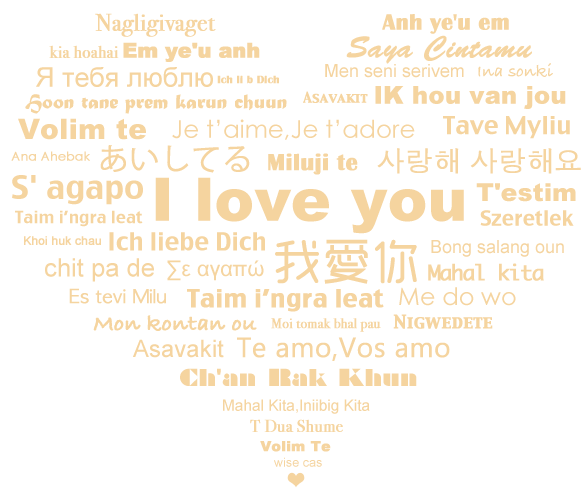 Nagligivaget
Anh ye'u em
kia hoahai Em ye'u anh
Saya Cintamu
Я тебя люблю Ich li b Dich
Men seni serivem Ina sonki
Hoon tane prem karun chuun
Asavakit IK hou van jou
Volim te Je t'aime,Je t'adore Tave Myliu
Ana Ahebak あいしてる Miluji te 사랑해 사랑해요
S' agapo I love you T'estim
Taim i'ngra leat Szeretlek
Khoi huk chau Ich liebe Dich 我愛你 Bong salang oun
chit pa de Σε αγαπώ Mahal kita
Es tevi Milu Taim i'ngra leat Me do wo
Mon kontan ou Moi tomak bhal pau Nigwedete
Asavakit Te amo,Vos amo
Ch'an Rak Khun
Mahal Kita,Iniibig Kita
T Dua Shume
Volim Te
wise cas